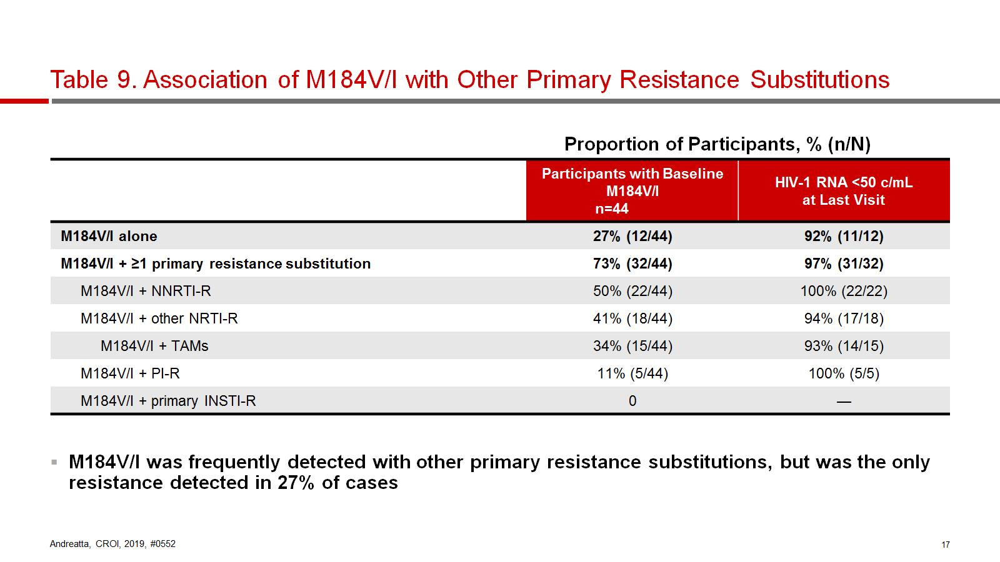 Table 9. Association of M184V/I with Other Primary Resistance Substitutions
Proportion of Participants, % (n/N)
Participants with Baseline
M184V/I
n=44
HIV-1 RNA <50 c/mL
at Last Visit
M184V/I alone 27% (12/44) 92% (11/12)
M184V/I + ≥1 primary resistance substitution 73% (32/44) 97% (31/32)
M184V/I + NNRTI-R 50% (22/44) 100% (22/22)
M184V/I + other NRTI-R 41% (18/44) 94% (17/18)
M184V/I + TAMs 34% (15/44) 93% (14/15)
M184V/I + PI-R 11% (5/44) 100% (5/5)
M184V/I + primary INSTI-R 0 —
▪ M184V/I was frequently detected with other primary resistance substitutions, but was the only
resistance detected in 27% of cases
Andreatta, CROI, 2019, #0552
17